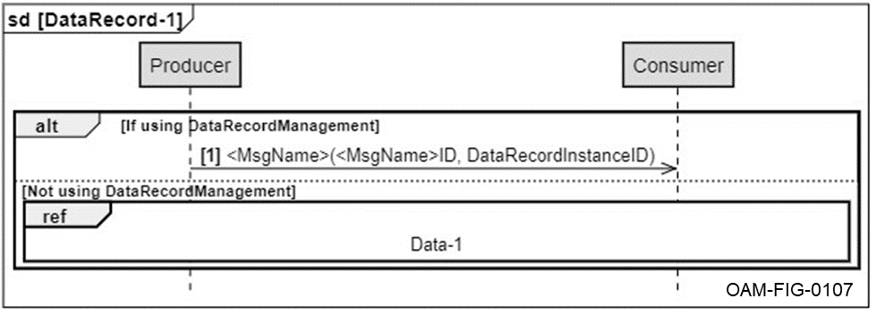 sd [DataRecord-1]
Producer
Consumer
alt
[If using DataRecordManagement]
[1] <MsgName>(<MsgName>ID, DataRecordInstanceID)
[Not using DataRecordManagement]
ref
Data-1
OAM-FIG-0107